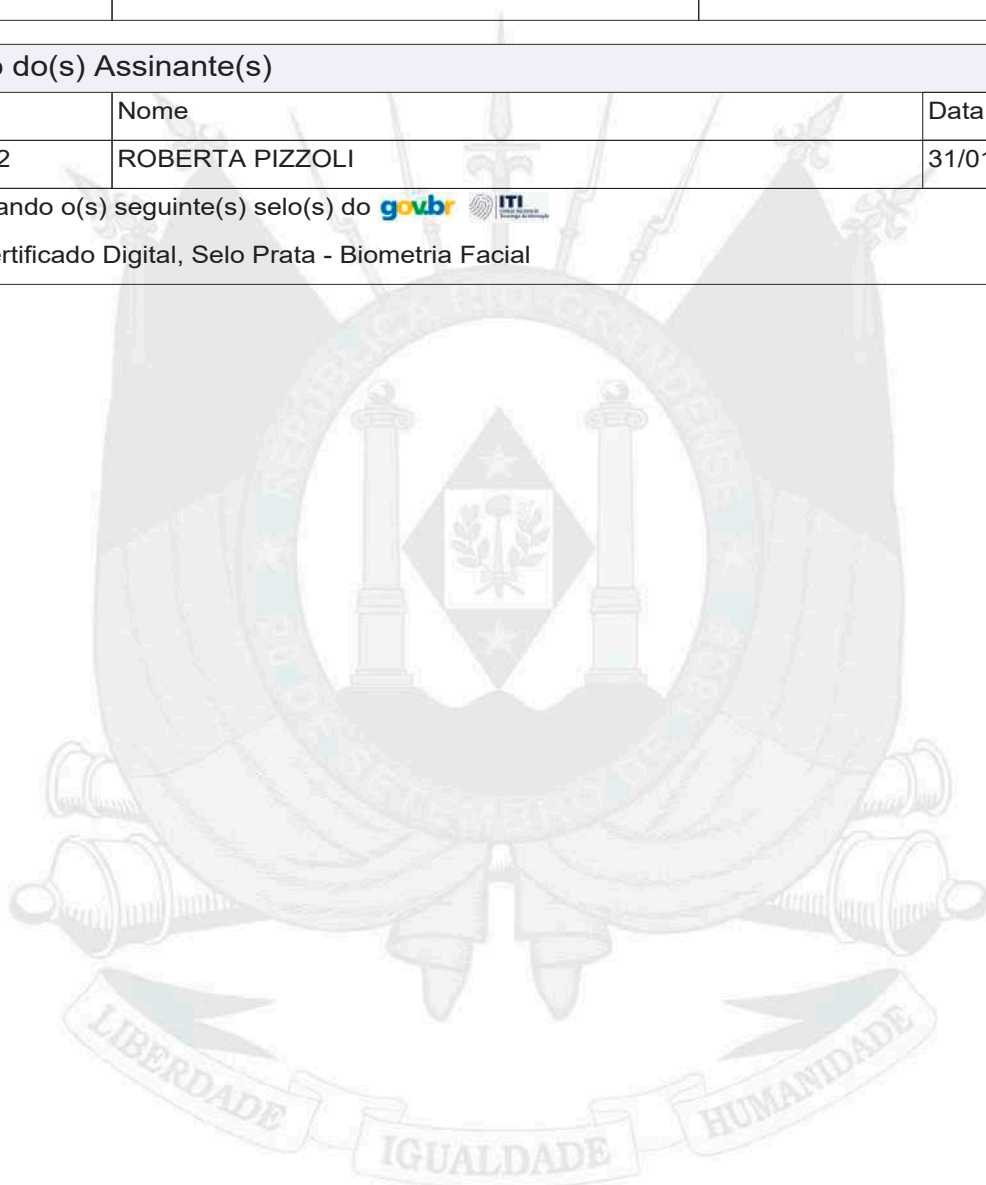 o do(s) Assinante(s)
Nome Data
2 ROBERTA PIZZOLI 31/01
ando o(s) seguinte(s) selo(s) do gov.br ITI
ertificado Digital, Selo Prata - Biometria Facial
REPÚBLICA RIO GRANDENSE
20 DE SETEMBRO DE 1835
LIBERDADE IGUALDADE HUMANIDADE